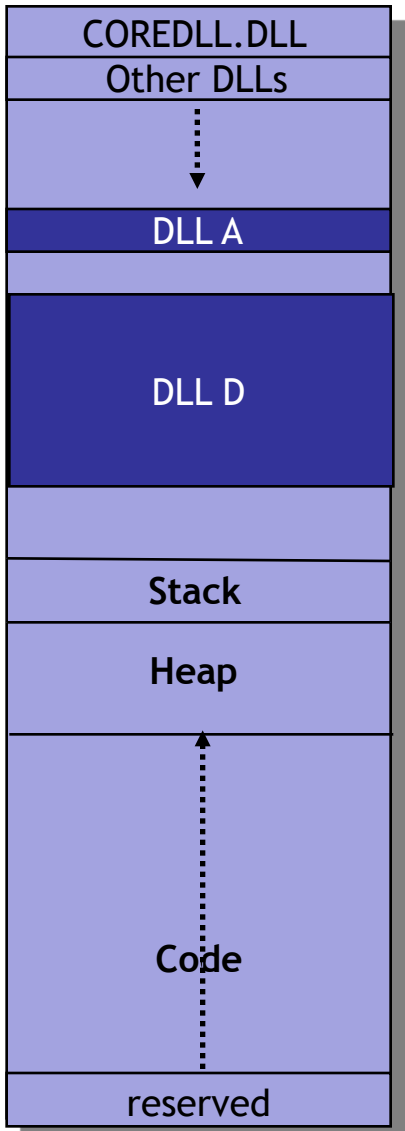 COREDLL.DLL
Other DLLs
DLL A
DLL D
Stack
Heap
Code
reserved